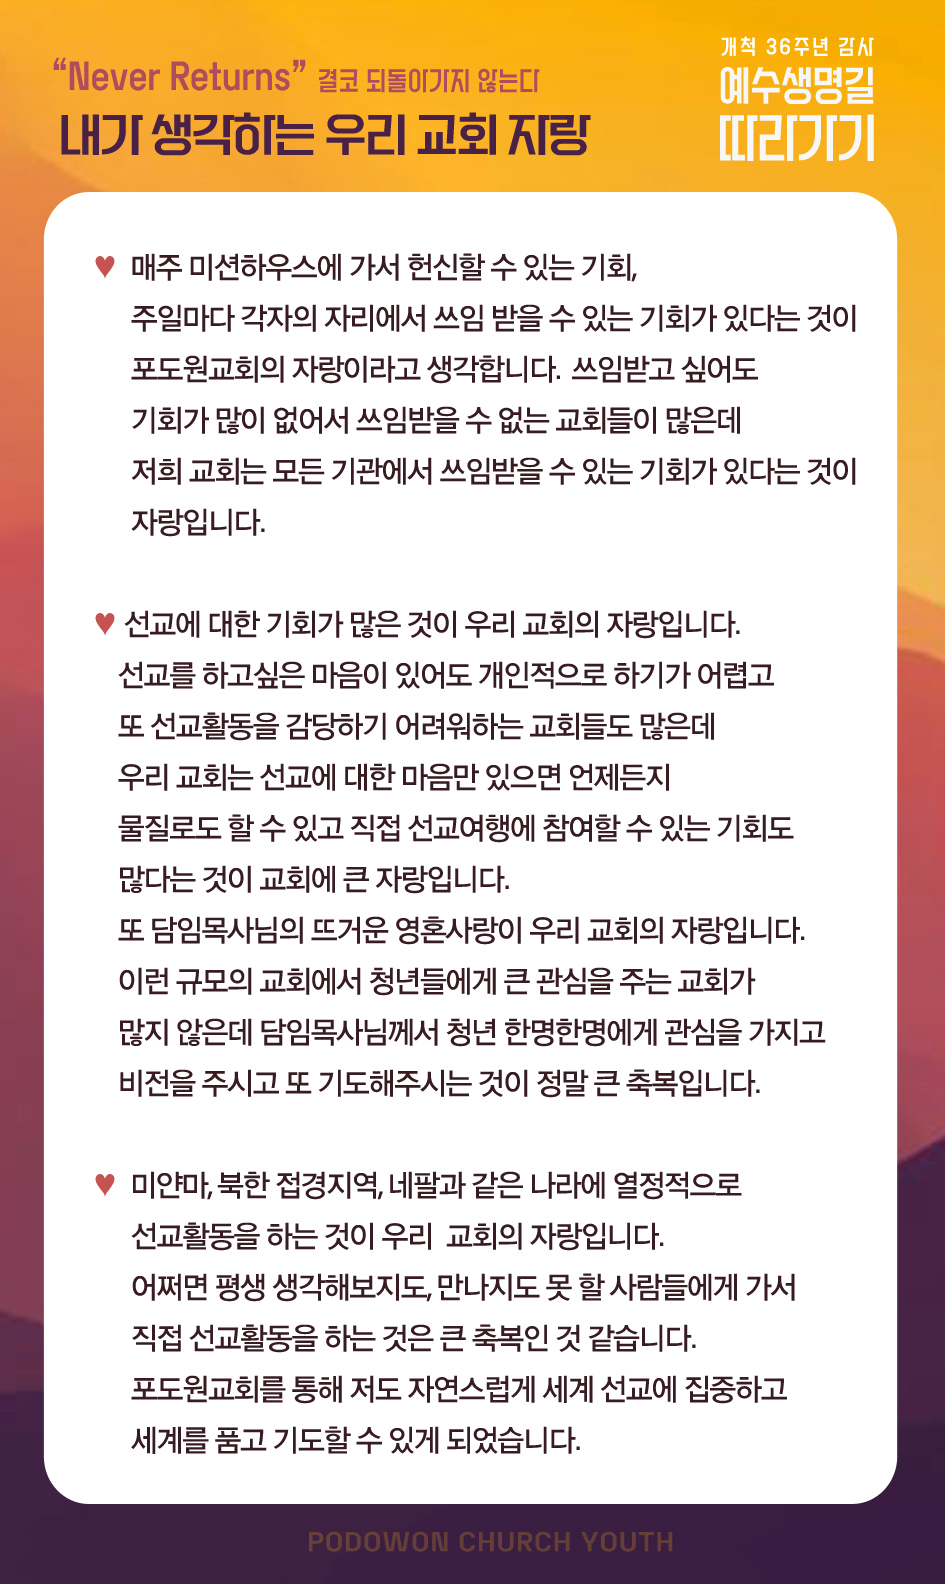 “Never Returns” 결코 되돌아가지 않는다
내가 생각하는 우리 교회 자랑
개척 36주년 감사
예수생명길
따라가기
♥ 매주 미션하우스에 가서 헌신할 수 있는 기회,
주일마다 각자의 자리에서 쓰임 받을 수 있는 기회가 있다는 것이
포도원교회의 자랑이라고 생각합니다. 쓰임받고 싶어도
기회가 많이 없어서 쓰임받을 수 없는 교회들이 많은데
저희 교회는 모든 기관에서 쓰임받을 수 있는 기회가 있다는 것이
자랑입니다.
♥ 선교에 대한 기회가 많은 것이 우리 교회의 자랑입니다.
선교를 하고싶은 마음이 있어도 개인적으로 하기가 어렵고
또 선교활동을 감당하기 어려워하는 교회들도 많은데
우리 교회는 선교에 대한 마음만 있으면 언제든지
물질로도 할 수 있고 직접 선교여행에 참여할 수 있는 기회도
많다는 것이 교회에 큰 자랑입니다.
또 담임목사님의 뜨거운 영혼사랑이 우리 교회의 자랑입니다.
이런 규모의 교회에서 청년들에게 큰 관심을 주는 교회가
많지 않은데 담임목사님께서 청년 한명한명에게 관심을 가지고
비전을 주시고 또 기도해주시는 것이 정말 큰 축복입니다.
♥ 미얀마, 북한 접경지역, 네팔과 같은 나라에 열정적으로
선교활동을 하는 것이 우리 교회의 자랑입니다.
어쩌면 평생 생각해보지도, 만나지도 못 할 사람들에게 가서
직접 선교활동을 하는 것은 큰 축복인 것 같습니다.
포도원교회를 통해 저도 자연스럽게 세계 선교에 집중하고
세계를 품고 기도할 수 있게 되었습니다.
PODOWON CHURCH YOUTH